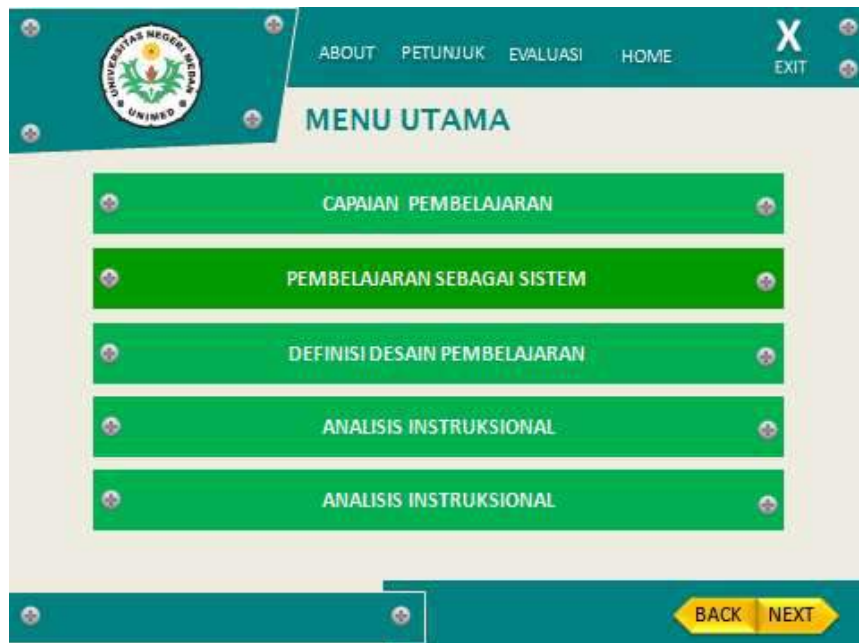 UNIVERSITAS NEGERI MEDAN
UNIMED
ABOUT PETUNJUK EVALUASI HOME
X
EXIT
MENU UTAMA
CAPAIAN PEMBELAJARAN
PEMBELAJARAN SEBAGAI SISTEM
DEFINISI DESAIN PEMBELAJARAN
ANALISIS INSTRUKSIONAL
ANALISIS INSTRUKSIONAL
BACK NEXT